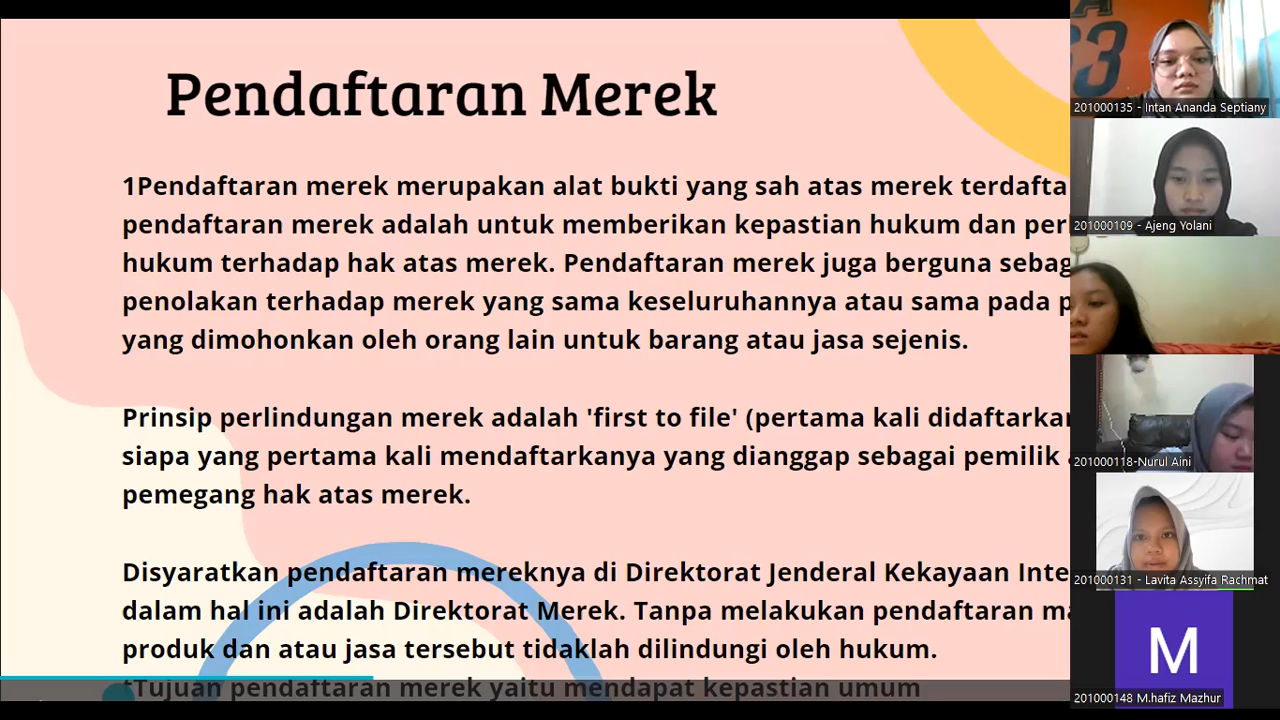 Pendaftaran Merek
1Pendaftaran merek merupakan alat bukti yang sah atas merek terdafta
pendaftaran merek adalah untuk memberikan kepastian hukum dan per
hukum terhadap hak atas merek. Pendaftaran merek juga berguna sebag
penolakan terhadap merek yang sama keseluruhannya atau sama pada p
yang dimohonkan oleh orang lain untuk barang atau jasa sejenis.
Prinsip perlindungan merek adalah 'first to file' (pertama kali didaftarkan
siapa yang pertama kali mendaftarkanya yang dianggap sebagai pemilik
pemegang hak atas merek.
Disyaratkan pendaftaran mereknya di Direktorat Jenderal Kekayaan Inte
dalam hal ini adalah Direktorat Merek. Tanpa melakukan pendaftaran ma
produk dan atau jasa tersebut tidaklah dilindungi oleh hukum.
Tujuan pendaftaran merek yaitu mendapat kepastian umum
A
63
201000135 - Intan Ananda Septiany
201000109 - Ajeng Yolani
201000118-Nurul Aini
201000131 - Lavita Assyifa Rachmat
M
201000148 M.hafiz Mazhur